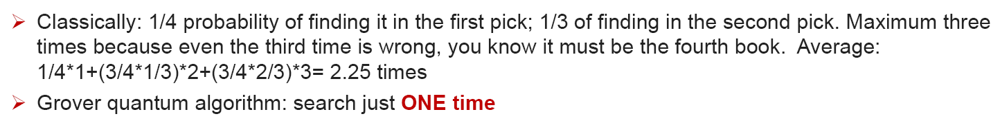 ➢ Classically: 1/4 probability of finding it in the first pick; 1/3 of finding in the second pick. Maximum three
times because even the third time is wrong, you know it must be the fourth book. Average:
1/4*1+(3/4*1/3)*2+(3/4*2/3)*3= 2.25 times
➢ Grover quantum algorithm: search just ONE time